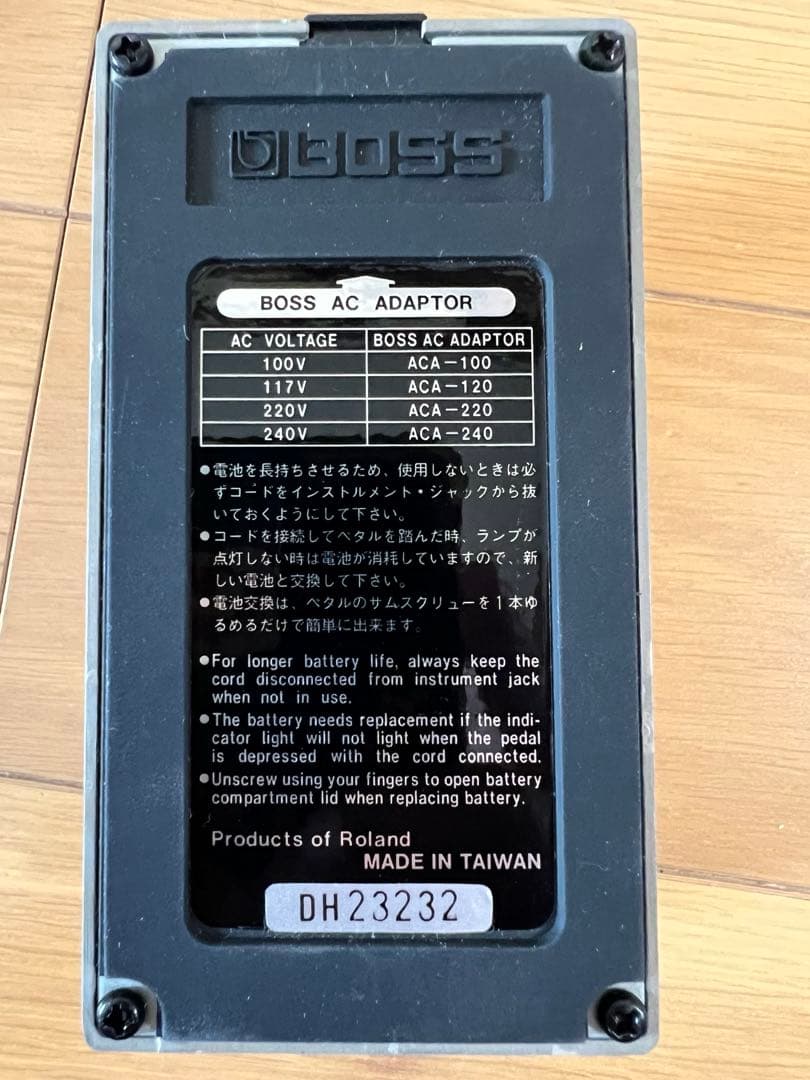 BOSS
BOSS AC ADAPTOR
AC VOLTAGE BOSS AC ADAPTOR
100V ACA-100
117V ACA-120
220V ACA-220
240V ACA-240
●電池を長持ちさせるため、使用しないときは必
ずコードをインストルメント・ジャックから抜
いておくようにして下さい。
●コードを接続してペタルを踏んだ時、ランプが
点灯しない時は電池が消耗していますので、新
しい電池と交換して下さい。
●電池交換は、ペタルのサムスクリューを1本ゆ
るめるだけで簡単に出来ます。
●For longer battery life, always keep the
cord disconnected from instrument jack
when not in use.
●The battery needs replacement if the indi-
cator light will not light when the pedal
is depressed with the cord connected.
●Unscrew using your fingers to open battery
compartment lid when replacing battery.
Products of Roland
MADE IN TAIWAN
DH23232